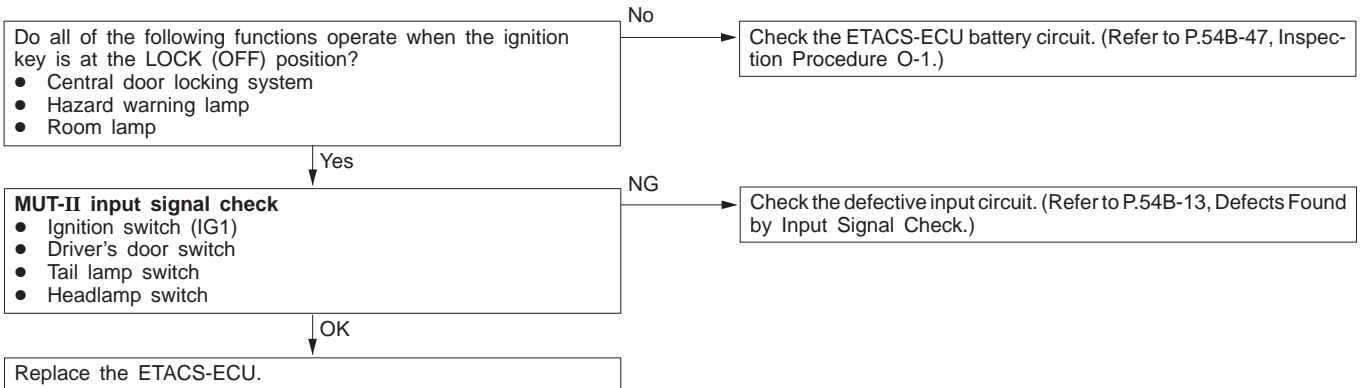 No
Do all of the following functions operate when the ignition
key is at the LOCK (OFF) position?
● Central door locking system
● Hazard warning lamp
● Room lamp
Check the ETACS-ECU battery circuit. (Refer to P.54B-47, Inspec-
tion Procedure O-1.)
Yes
NG
MUT-II input signal check
● Ignition switch (IG1)
● Driver's door switch
● Tail lamp switch
● Headlamp switch
Check the defective input circuit. (Refer to P.54B-13, Defects Found
by Input Signal Check.)
OK
Replace the ETACS-ECU.